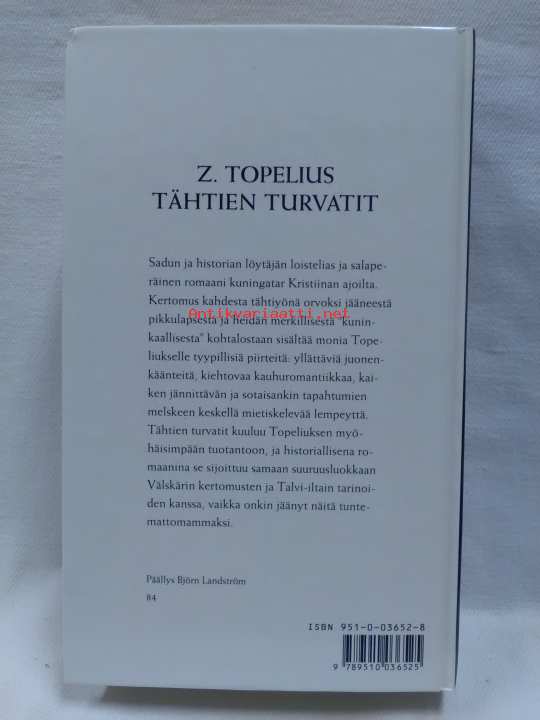 Z. TOPELIUS
TÄHTIEN TURVATIT
Sadun ja historian löytäjän loistelias ja salape-
räinen romaani kuningatar Kristiinan ajoilta.
Kertomus kahdesta tähtiyönä orvoksi jääneestä
pikkulapsesta ja heidän merkillisestä "kunin-
kaallisesta" kohtalostaan sisältää monia Tope-
liukselle tyypillisiä piirteitä: yllättäviä juonen-
käänteitä, kiehtovaa kauhuromantiikkaa, kai-
ken jännittävän ja sotaisankin tapahtumien
melskeen keskellä mietiskelevää lempeyttä.
Tähtien turvatit kuuluu Topeliuksen myö-
häisimpään tuotantoon, ja historiallisena ro-
maanina se sijoittuu samaan suuruusluokkaan
Välskärin kertomusten ja Talvi-iltain tarinoi-
den kanssa, vaikka onkin jäänyt näitä tunte-
mattomammaksi.
Antikvariaatti.net
Päällys Björn Landström
84
ISBN 951-0-03652-8
9 789510 036525